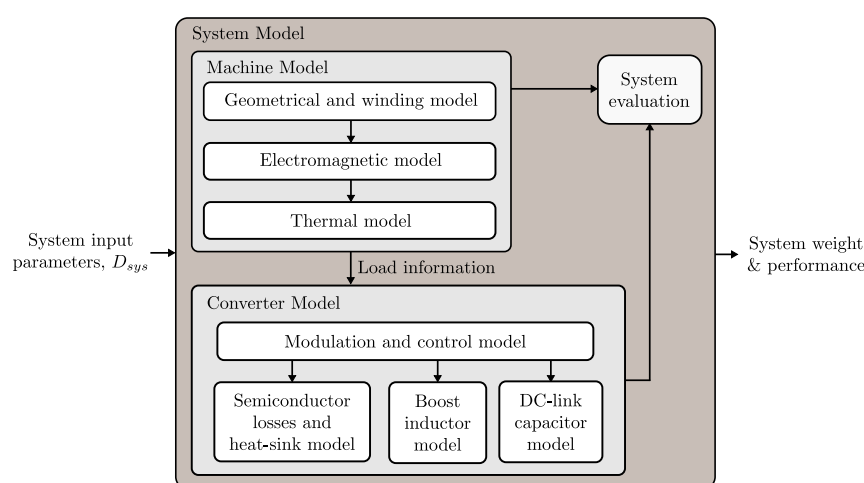 System Model
Machine Model
Geometrical and winding model
Electromagnetic model
Thermal model
System
evaluation
System input
parameters, D_{sys}
Load information
System weight
& performance
Converter Model
Modulation and control model
Semiconductor
losses and
heat-sink model
Boost
inductor
model
DC-link
capacitor
model